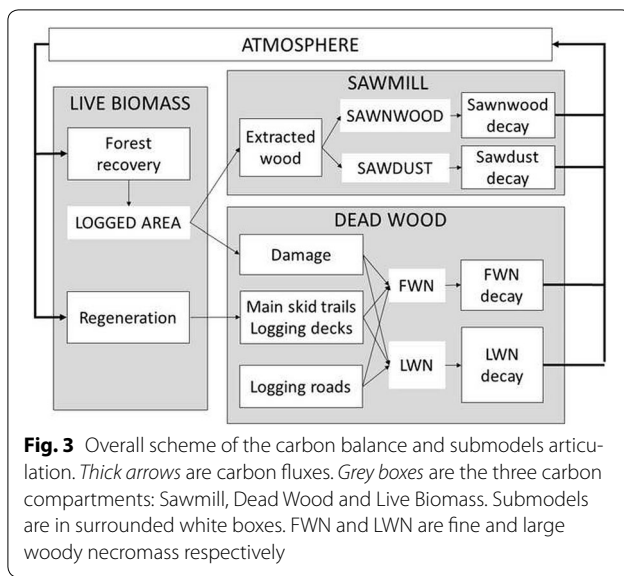 ATMOSPHERE
LIVE BIOMASS
Forest
recovery
LOGGED AREA
Regeneration
SAWMILL
Extracted
wood
SAWNWOOD
Sawnwood
decay
SAWDUST
Sawdust
decay
DEAD WOOD
Damage
Main skid trails
Logging decks
Logging roads
FWN
FWN
decay
LWN
LWN
decay
Fig. 3 Overall scheme of the carbon balance and submodels articu-
lation. Thick arrows are carbon fluxes. Grey boxes are the three carbon
compartments: Sawmill, Dead Wood and Live Biomass. Submodels
are in surrounded white boxes. FWN and LWN are fine and large
woody necromass respectively